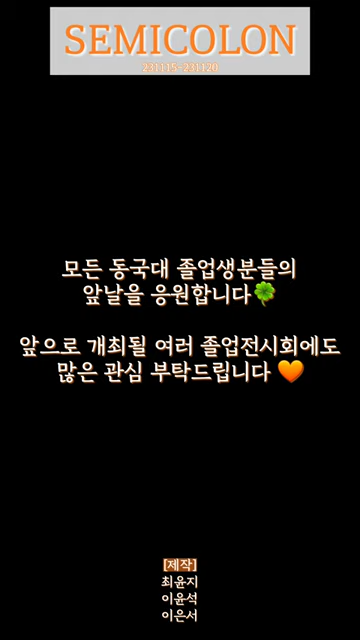 SEMICOLON
231115-231120
모든 동국대 졸업생분들의
앞날을 응원합니다🍀
앞으로 개최될 여러 졸업전시회에도
많은 관심 부탁드립니다 🧡
[제작]
최윤지
이윤석
이은서